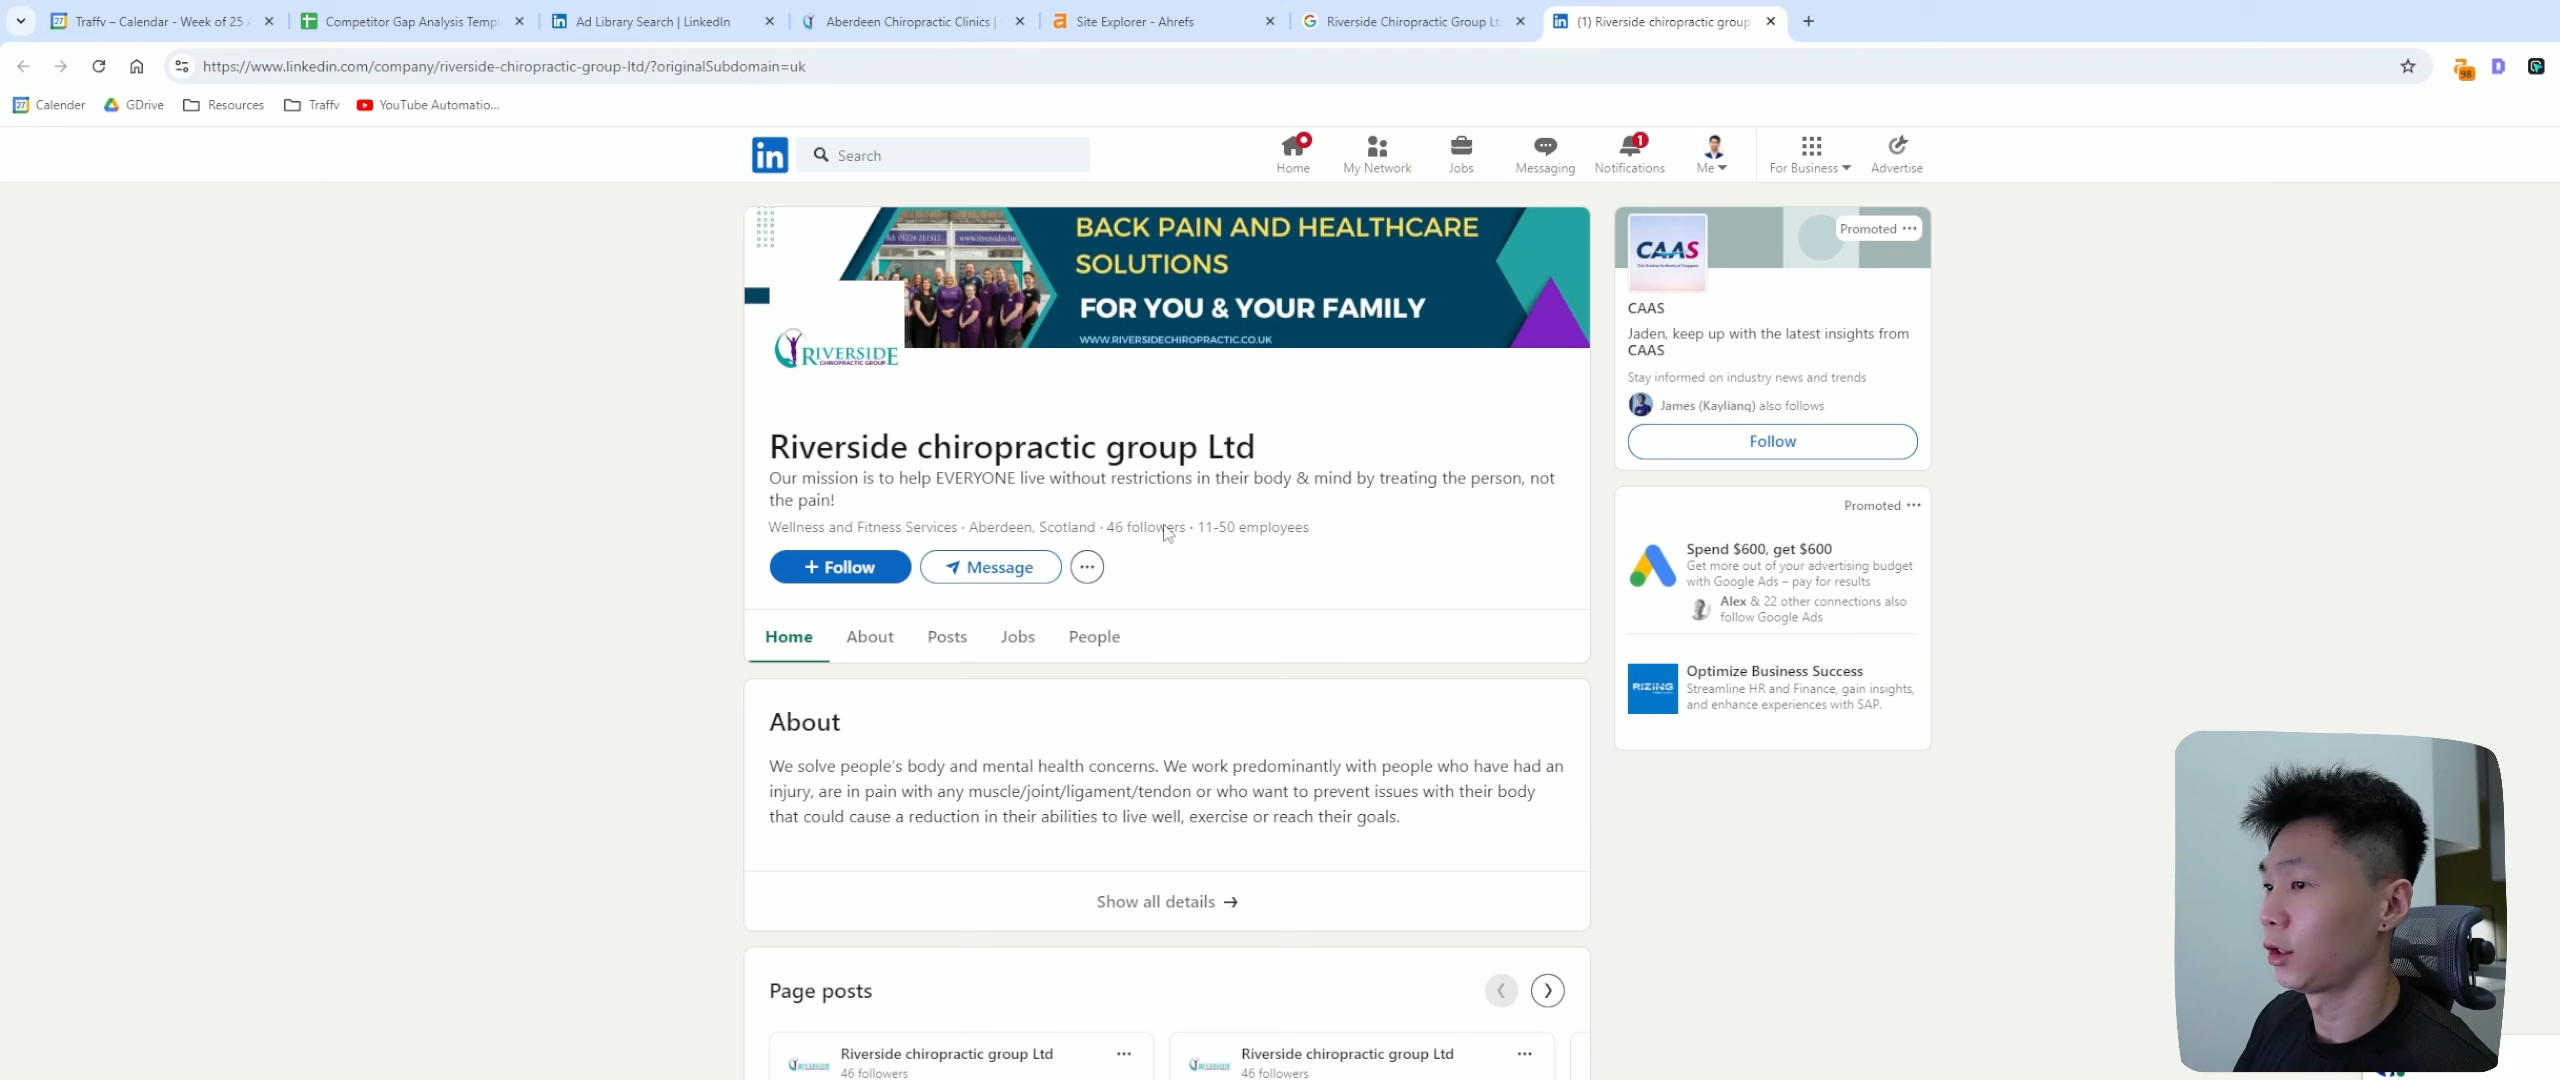 Traffv – Calendar - Week of 25
Competitor Gap Analysis Templ
Ad Library Search | LinkedIn
Aberdeen Chiropractic Clinics |
Site Explorer - Ahrefs
Riverside Chiropractic Group Lt
(1) Riverside chiropractic group
https://www.linkedin.com/company/riverside-chiropractic-group-ltd/?originalSubdomain=uk
98
Calender
GDrive
Resources
Traffv
YouTube Automatio...
in
Search
Home
My Network
Jobs
Messaging
1
Notifications
Me
For Business
Advertise
BACK PAIN AND HEALTHCARE
SOLUTIONS
FOR YOU & YOUR FAMILY
WWW.RIVERSIDECHIROPRACTIC.CO.UK
RIVERSIDE
CHIROPRACTIC GROUP
Riverside chiropractic group Ltd
Our mission is to help EVERYONE live without restrictions in their body & mind by treating the person, not
the pain!
Wellness and Fitness Services · Aberdeen, Scotland · 46 followers · 11-50 employees
+ Follow
Message
Home
About
Posts
Jobs
People
About
We solve people's body and mental health concerns. We work predominantly with people who have had an
injury, are in pain with any muscle/joint/ligament/tendon or who want to prevent issues with their body
that could cause a reduction in their abilities to live well, exercise or reach their goals.
Show all details →
Page posts
Riverside chiropractic group Ltd
46 followers
Riverside chiropractic group Ltd
46 followers
Promoted
CAAS
CAAS
Jaden, keep up with the latest insights from
CAAS
Stay informed on industry news and trends
James (Kayliang) also follows
Follow
Promoted
Spend $600, get $600
Get more out of your advertising budget
with Google Ads – pay for results
Alex & 22 other connections also
follow Google Ads
RIZING
Optimize Business Success
Streamline HR and Finance, gain insights,
and enhance experiences with SAP.